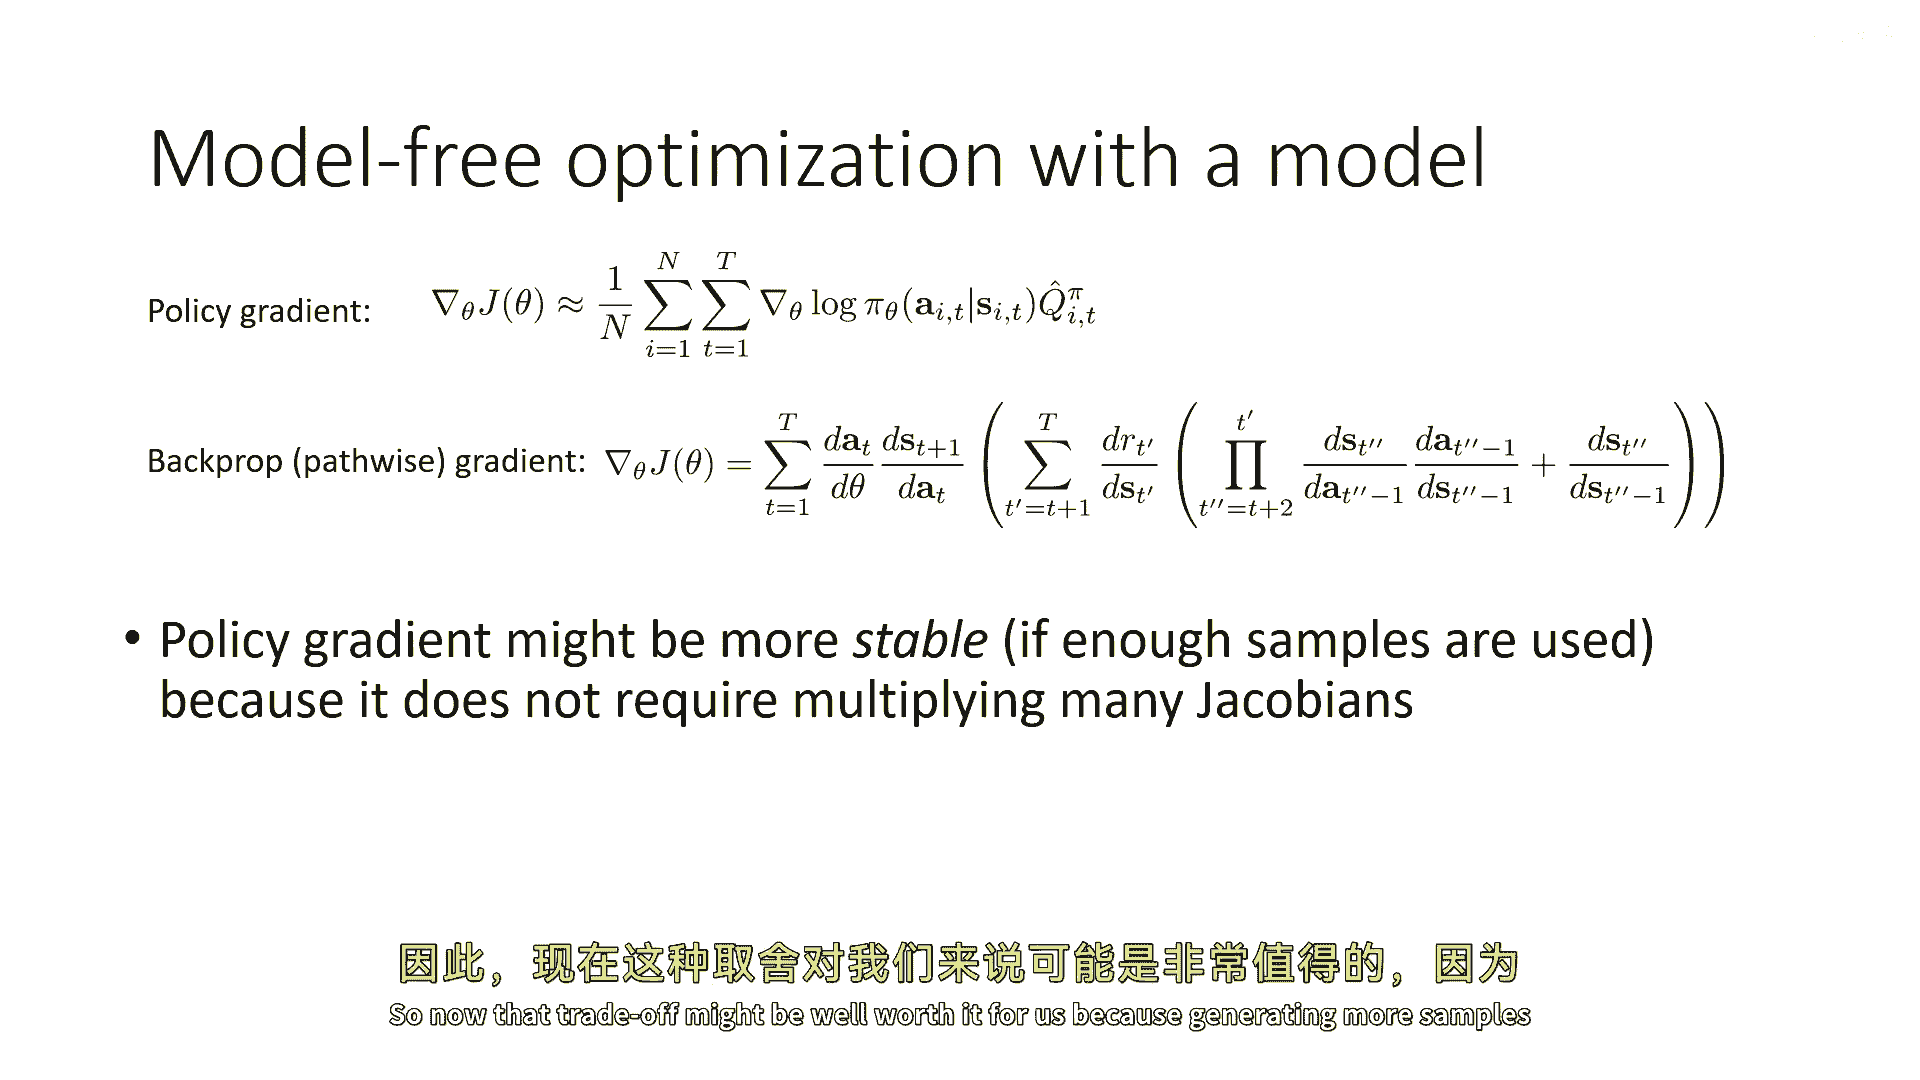 Model-free optimization with a model
Policy gradient: $\nabla_\theta J(\theta) \approx \frac{1}{N} \sum_{i=1}^{N} \sum_{t=1}^{T} \nabla_\theta \log \pi_\theta(\mathbf{a}_{i,t}|\mathbf{s}_{i,t}) \hat{Q}^{\pi}_{i,t}$
Backprop (pathwise) gradient: $\nabla_\theta J(\theta) = \sum_{t=1}^{T} \frac{d\mathbf{a}_t}{d\theta} \frac{d\mathbf{s}_{t+1}}{d\mathbf{a}_t} \left( \sum_{t'=t+1}^{T} \frac{dr_{t'}}{d\mathbf{s}_{t'}} \left( \prod_{t''=t+2}^{t'} \frac{d\mathbf{s}_{t''}}{d\mathbf{a}_{t''-1}} \frac{d\mathbf{a}_{t''-1}}{d\mathbf{s}_{t''-1}} + \frac{d\mathbf{s}_{t''}}{d\mathbf{s}_{t''-1}} \right) \right)$
• Policy gradient might be more stable (if enough samples are used)
because it does not require multiplying many Jacobians
因此，现在这种取舍对我们来说可能是非常值得的，因为
So now that trade-off might be well worth it for us because generating more samples